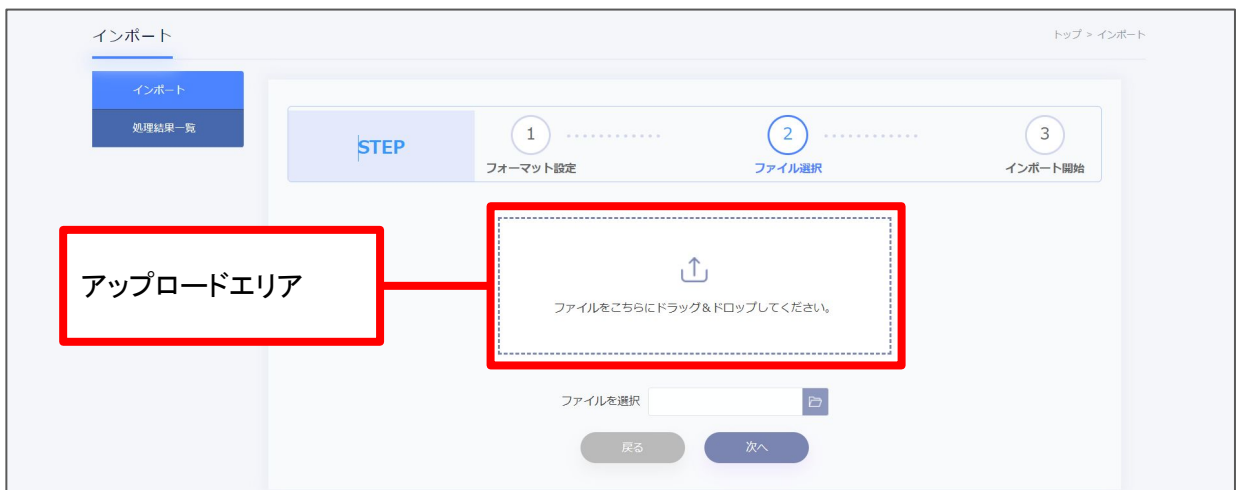 インポート
トップ > インポート
インポート
処理結果一覧
STEP
1
フォーマット設定
2
ファイル選択
3
インポート開始
アップロードエリア
ファイルをこちらにドラッグ&ドロップしてください。
ファイルを選択
戻る
次へ